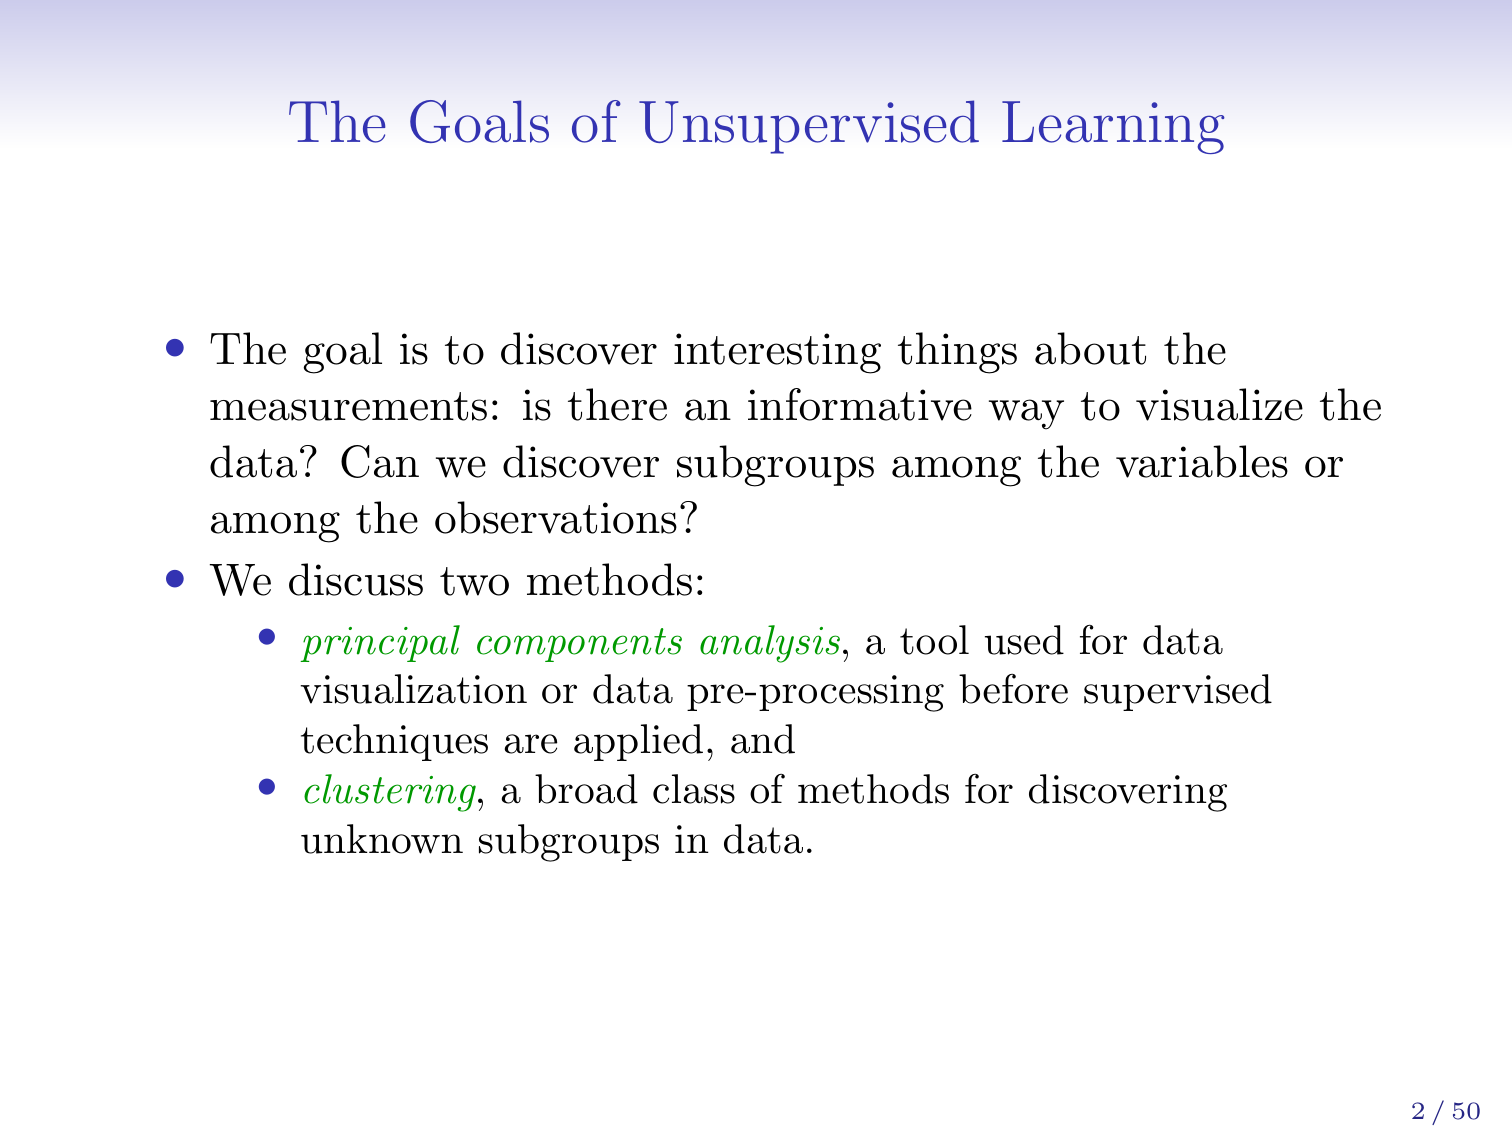 The Goals of Unsupervised Learning
• The goal is to discover interesting things about the
measurements: is there an informative way to visualize the
data? Can we discover subgroups among the variables or
among the observations?
• We discuss two methods:
• principal components analysis, a tool used for data
visualization or data pre-processing before supervised
techniques are applied, and
• clustering, a broad class of methods for discovering
unknown subgroups in data.
2 / 50